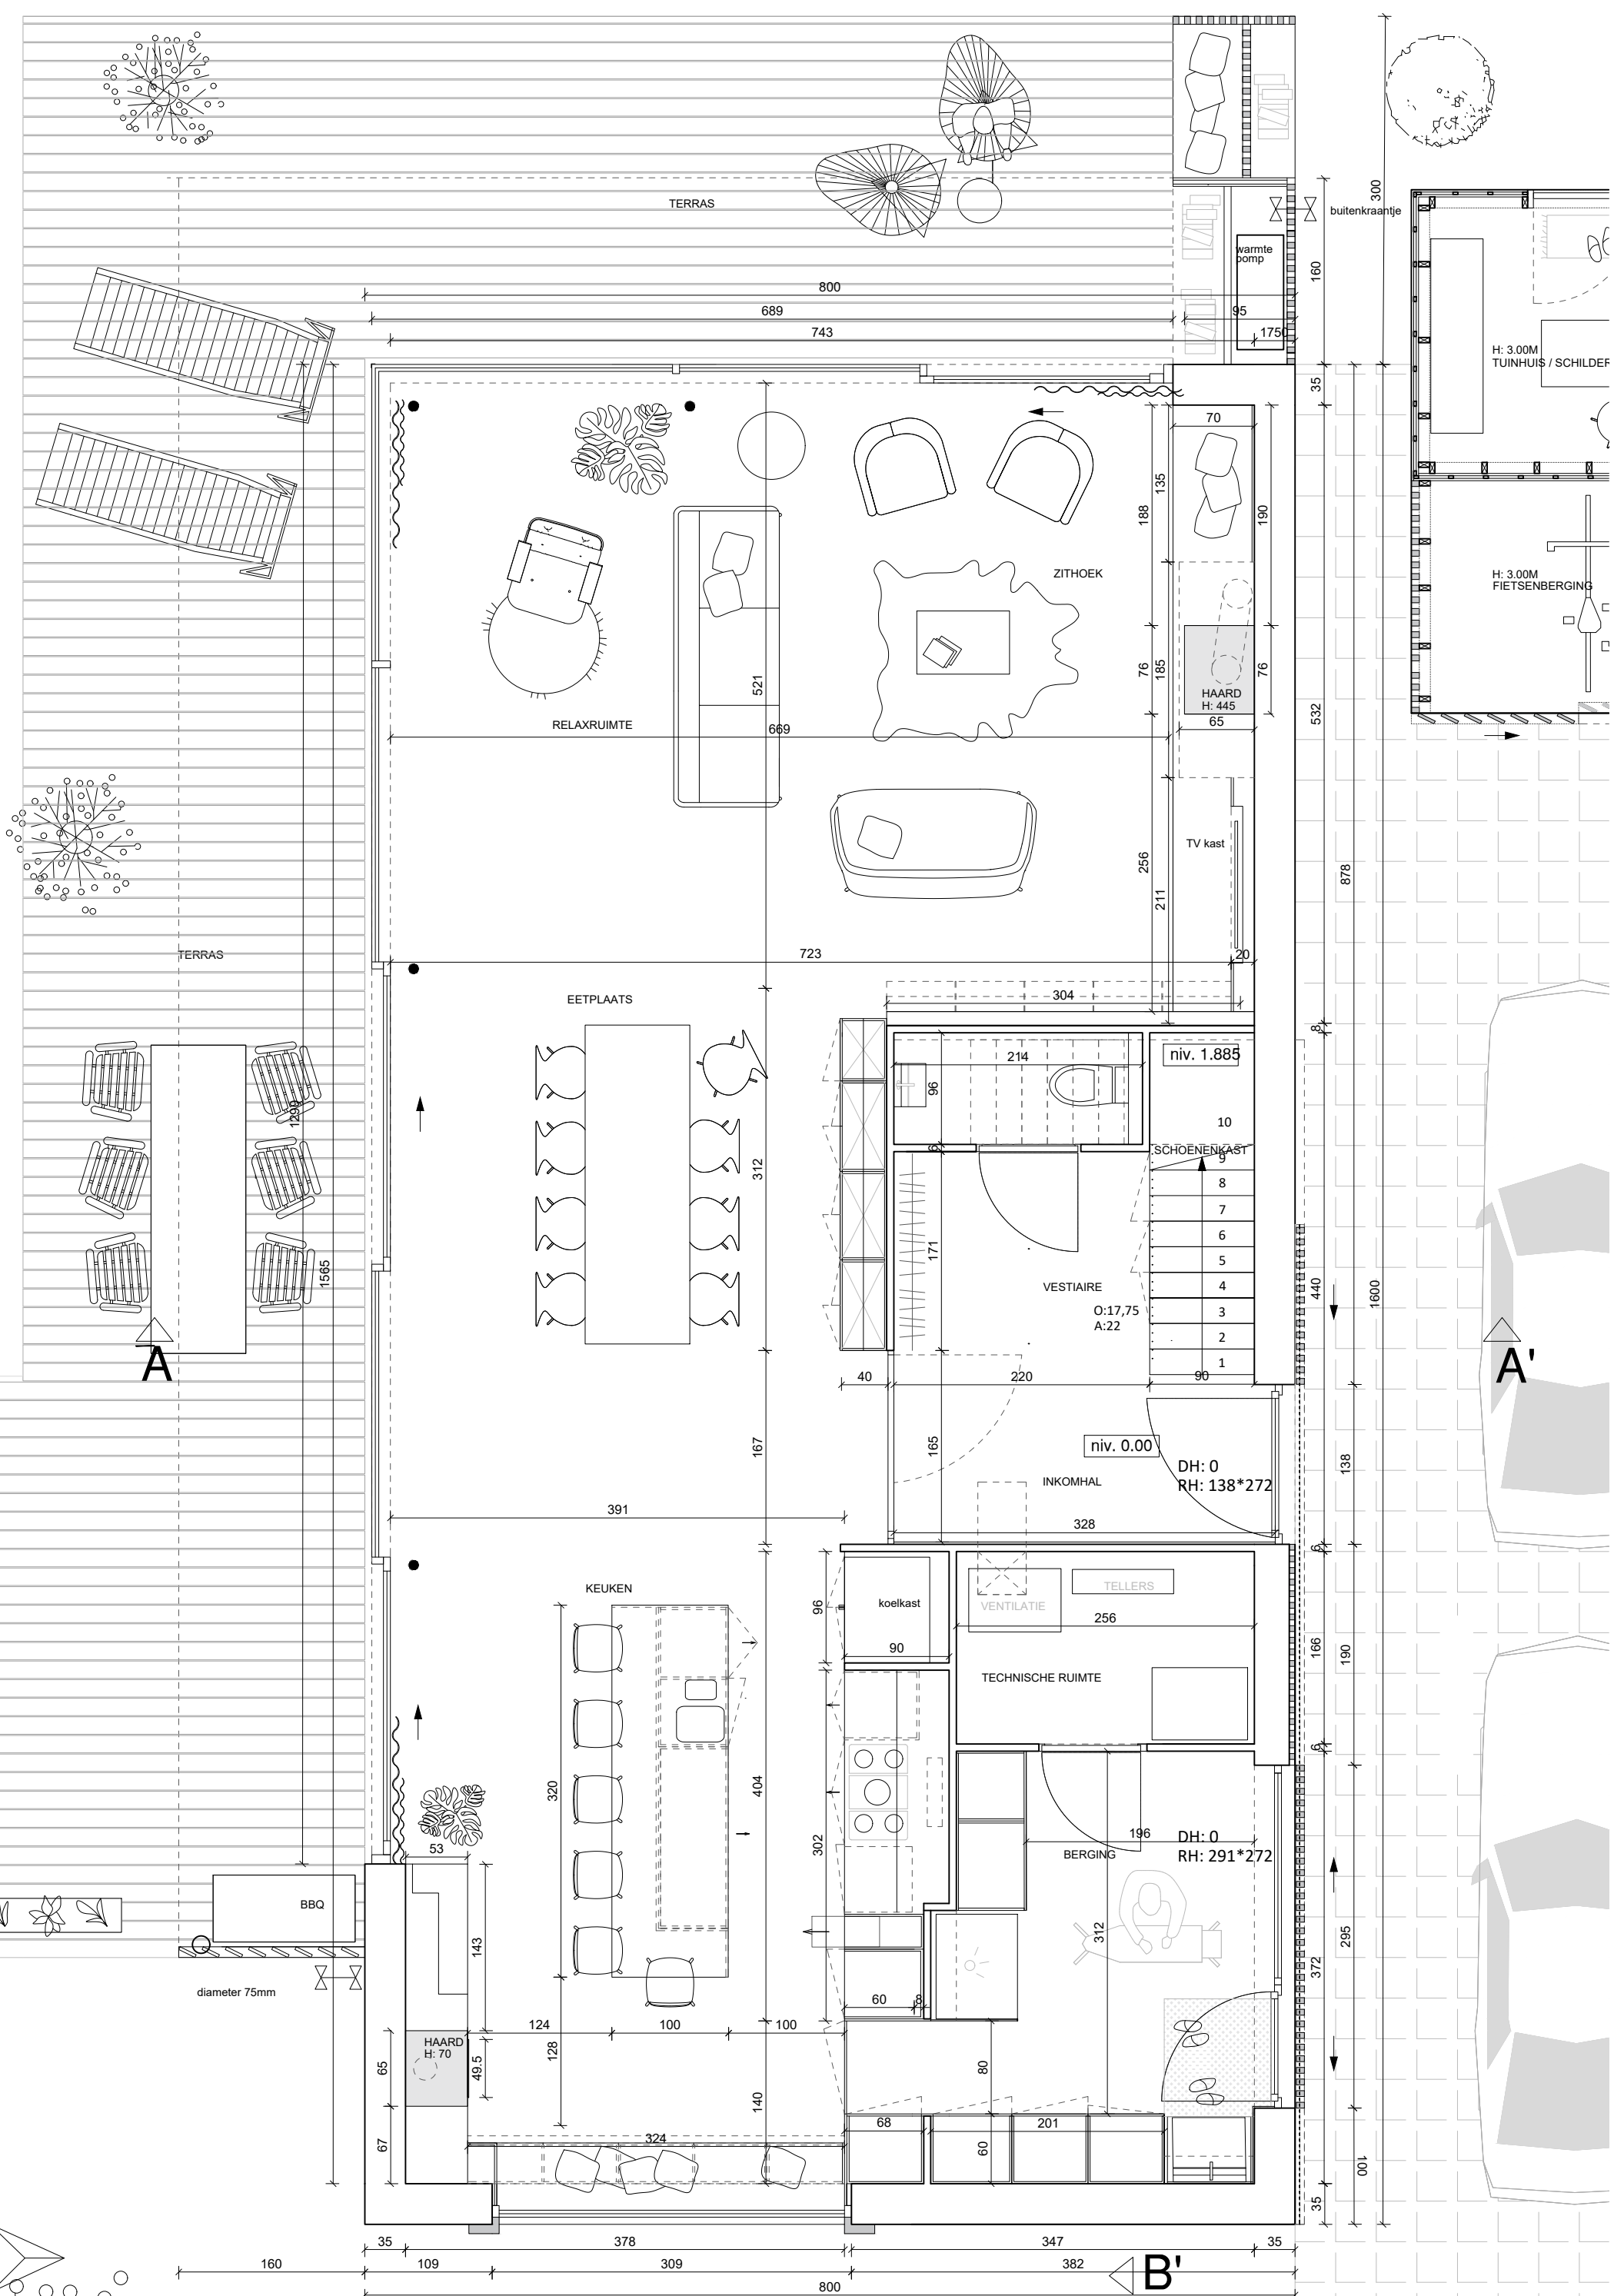 300
TERRAS
buitenkraantje
warmte
pomp
160
800
689
95
743
1750
H: 3.00M
TUINHUIS / SCHILDER
35
70
135
188
190
ZITHOEK
H: 3.00M
FIETSENBERGING
521
76
185
76
HAARD
H: 445
65
532
RELAXRUIMTE
669
TV kast
256
211
878
TERRAS
723
20
EETPLAATS
304
8
214
niv. 1.885
96
1299
10
6
SCHOENENKAST
9
312
8
7
171
6
5
1565
VESTIAIRE
4
440
1600
O:17,75
A:22
3
2
1
A
A'
40
220
90
167
165
niv. 0.00
138
DH: 0
RH: 138*272
INKOMHAL
391
328
6
KEUKEN
TELLERS
96
koelkast
VENTILATIE
256
90
166
190
TECHNISCHE RUIMTE
6
320
404
302
53
196
DH: 0
RH: 291*272
BERGING
BBQ
143
312
295
372
diameter 75mm
60
8
124
100
100
HAARD
H: 70
65
49.5
128
80
140
68
201
67
324
60
100
35
35
378
347
35
160
109
309
382
B'
800